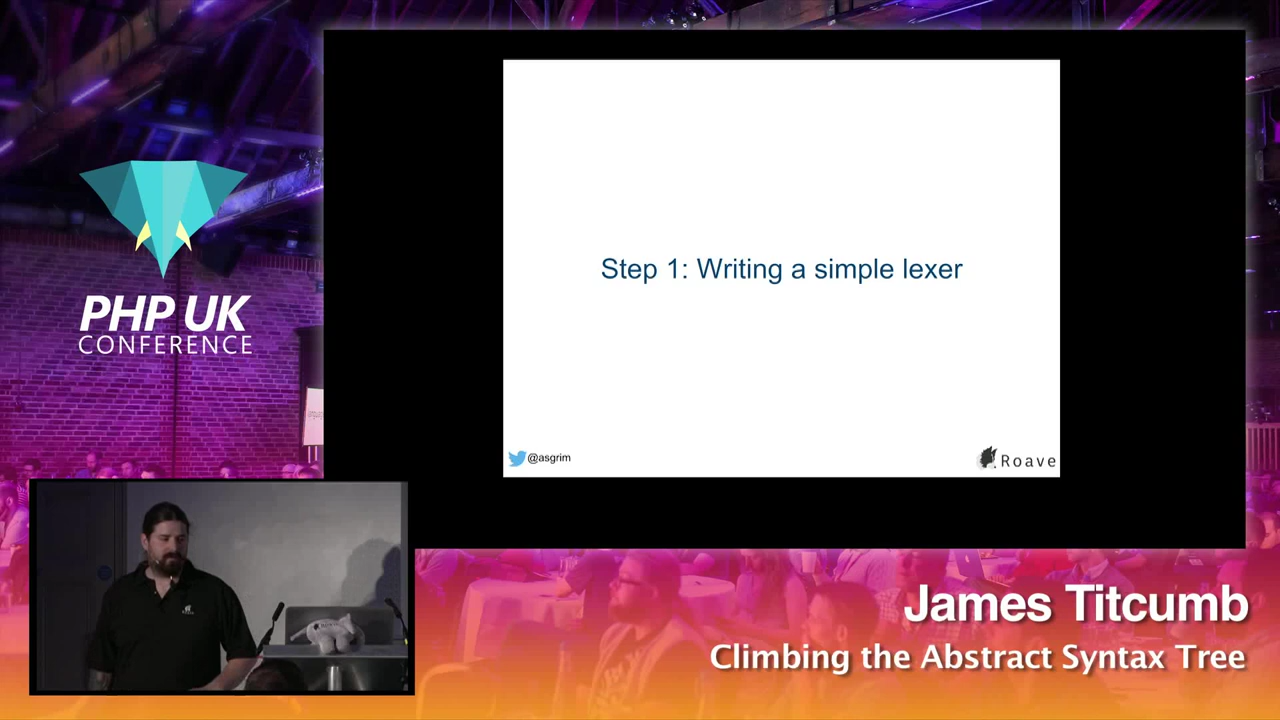 PHP UK
CONFERENCE
Step 1: Writing a simple lexer
@asgrim
Roave
James Titcumb
Climbing the Abstract Syntax Tree